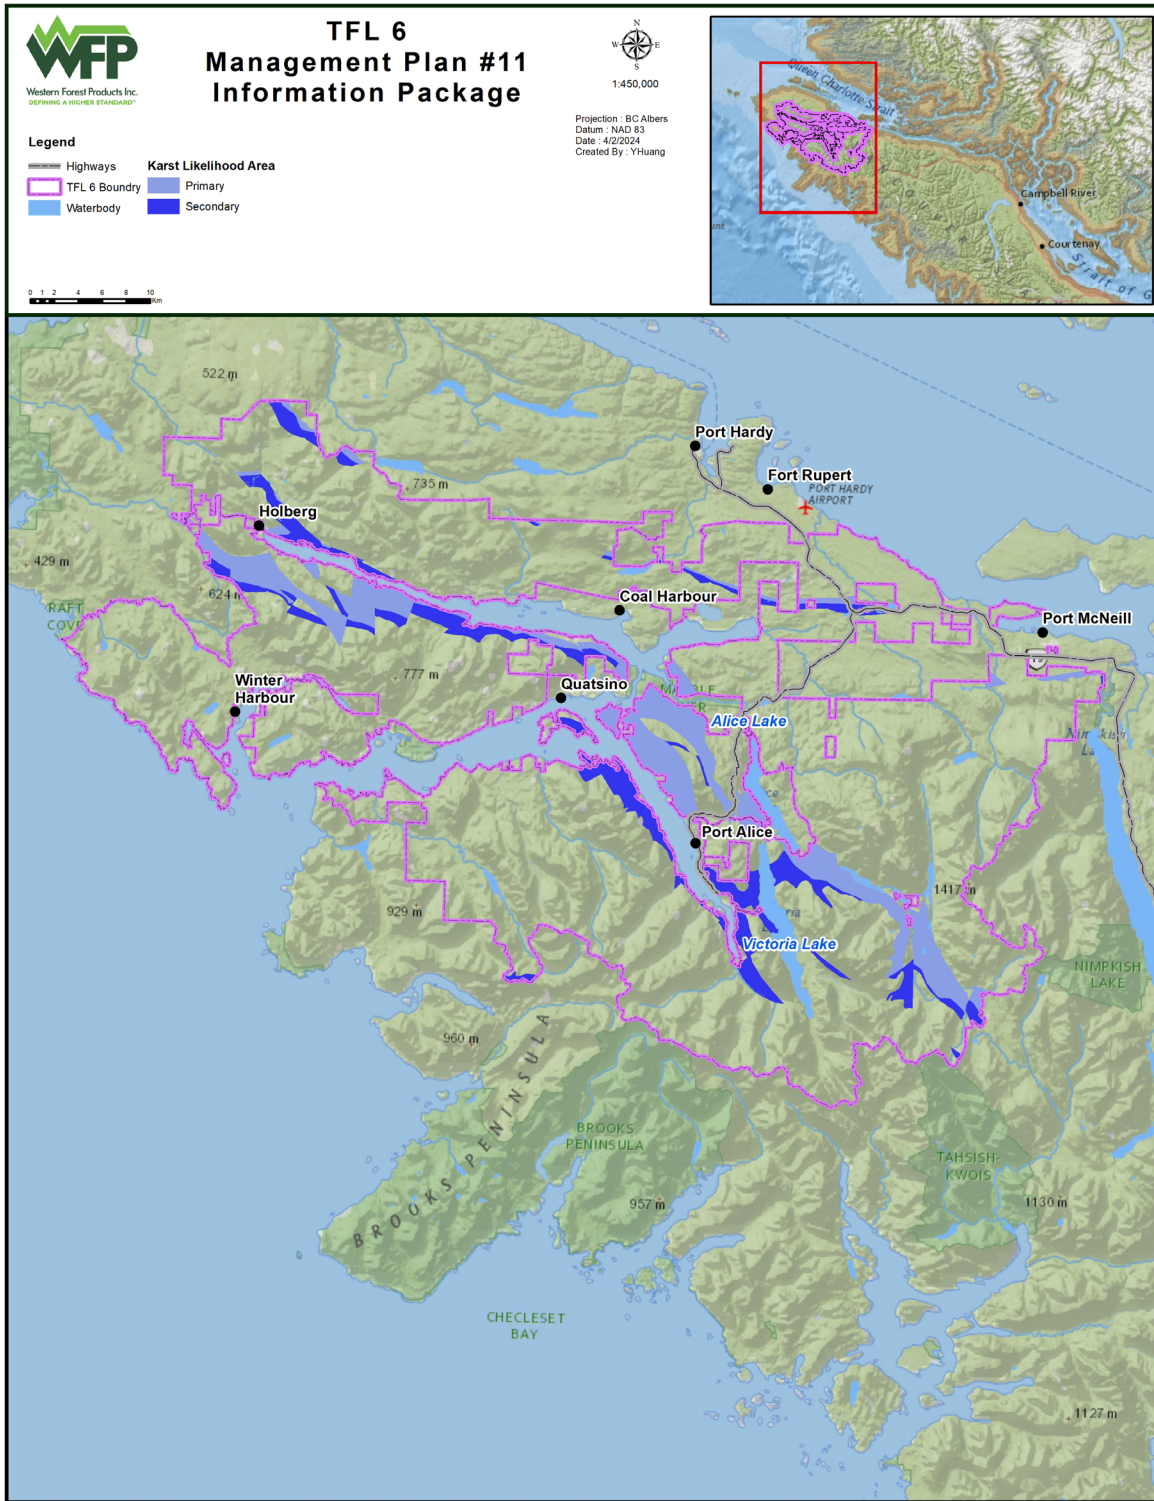 WFP
Western Forest Products Inc.
DEFINING A HIGHER STANDARD™
TFL 6
Management Plan #11
Information Package
N
W E
S
1:450,000
Projection : BC Albers
Datum : NAD 83
Date : 4/2/2024
Created By : YHuang
Legend
Highways
TFL 6 Boundry
Waterbody
Karst Likelihood Area
Primary
Secondary
0 1 2 4 6 8 10
Km
Queen Charlotte Strait
Campbell River
Courtenay
Strait of G
522 m
Port Hardy
Fort Rupert
PORT HARDY
AIRPORT
735 m
Holberg
429 m
624 m
RAFT
COVE
Coal Harbour
Port McNeill
777 m
Winter
Harbour
Quatsino
Alice Lake
Port Alice
1417 m
929 m
Victoria Lake
NIMPKISH
LAKE
960 m
BROOKS PENINSULA
BROOKS
PENINSULA
TAHSISH-
KWOIS
957 m
1130 m
CHECLESET
BAY
1127 m